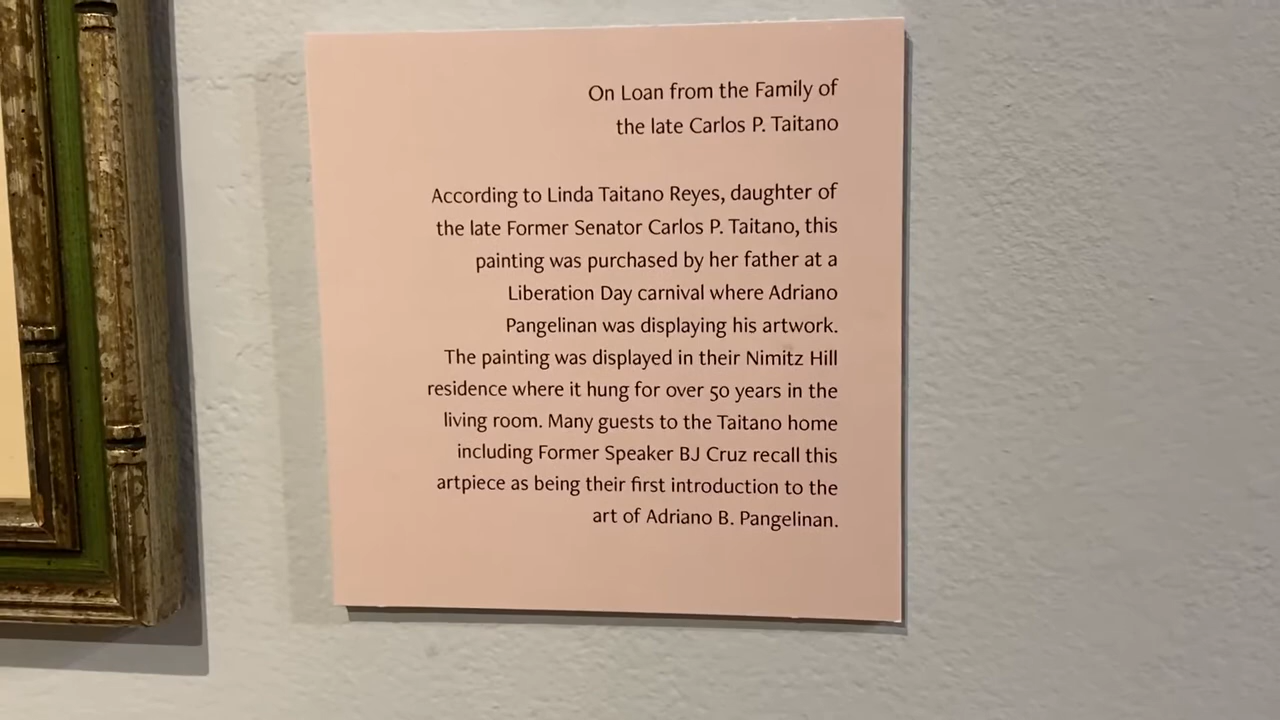 On Loan from the Family of
the late Carlos P. Taitano
According to Linda Taitano Reyes, daughter of
the late Former Senator Carlos P. Taitano, this
painting was purchased by her father at a
Liberation Day carnival where Adriano
Pangelinan was displaying his artwork.
The painting was displayed in their Nimitz Hill
residence where it hung for over 50 years in the
living room. Many guests to the Taitano home
including Former Speaker BJ Cruz recall this
artpiece as being their first introduction to the
art of Adriano B. Pangelinan.